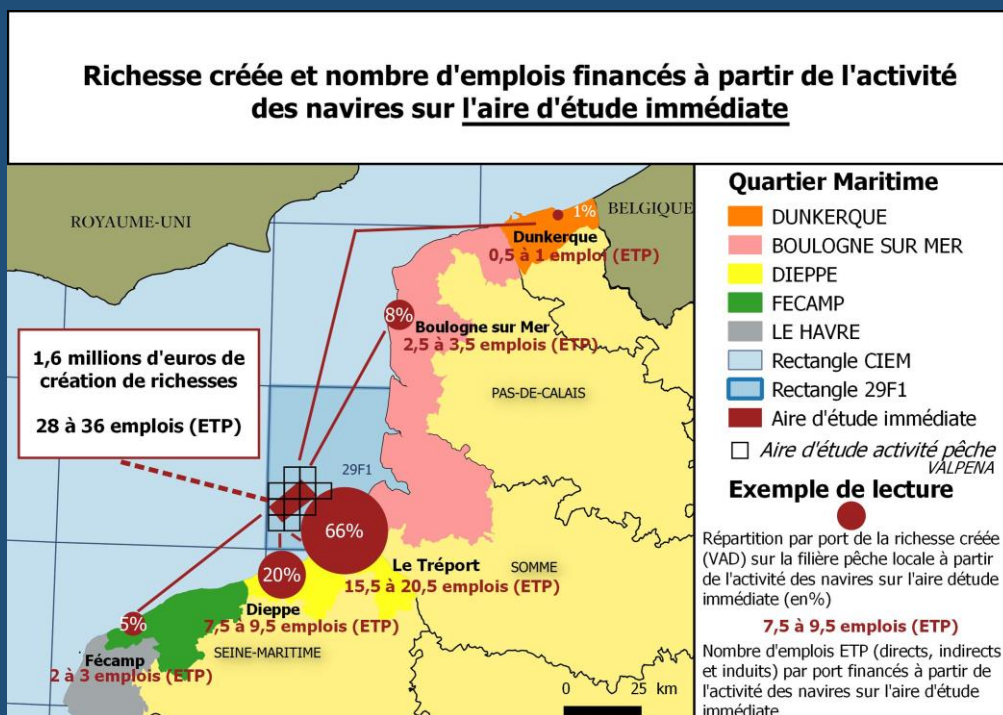 Richesse créée et nombre d'emplois financés à partir de l'activité
des navires sur l'aire d'étude immédiate
ROYAUME-UNI
BELGIQUE
1%
Dunkerque
0,5 à 1 emploi (ETP)
8%
Boulogne sur Mer
2,5 à 3,5 emplois (ETP)
1,6 millions d'euros de
création de richesses
28 à 36 emplois (ETP)
PAS-DE-CALAIS
29F1
66%
Le Tréport
15,5 à 20,5 emplois (ETP)
SOMME
20%
Dieppe
7,5 à 9,5 emplois (ETP)
5%
Fécamp
2 à 3 emplois (ETP)
SEINE-MARITIME
0 25 km
Quartier Maritime
DUNKERQUE
BOULOGNE SUR MER
DIEPPE
FECAMP
LE HAVRE
Rectangle CIEM
Rectangle 29F1
Aire d'étude immédiate
Aire d'étude activité pêche
VALPENA
Exemple de lecture
Répartition par port de la richesse créée
(VAD) sur la filière pêche locale à partir
de l'activité des navires sur l'aire détude
immédiate (en%)
7,5 à 9,5 emplois (ETP)
Nombre d'emplois ETP (directs, indirects
et induits) par port financés à partir de
l'activité des navires sur l'aire d'étude
immédiate